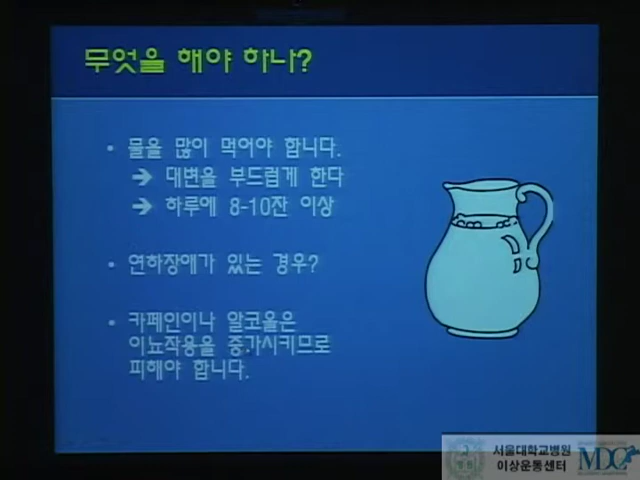 무엇을 해야 하나?
• 물을 많이 먹어야 합니다.
➔ 대변을 부드럽게 한다
➔ 하루에 8-10잔 이상
• 연하장애가 있는 경우?
• 카페인이나 알코올은
이뇨작용을 증가시키므로
피해야 합니다.
서울대학교병원
이상운동센터
MDC